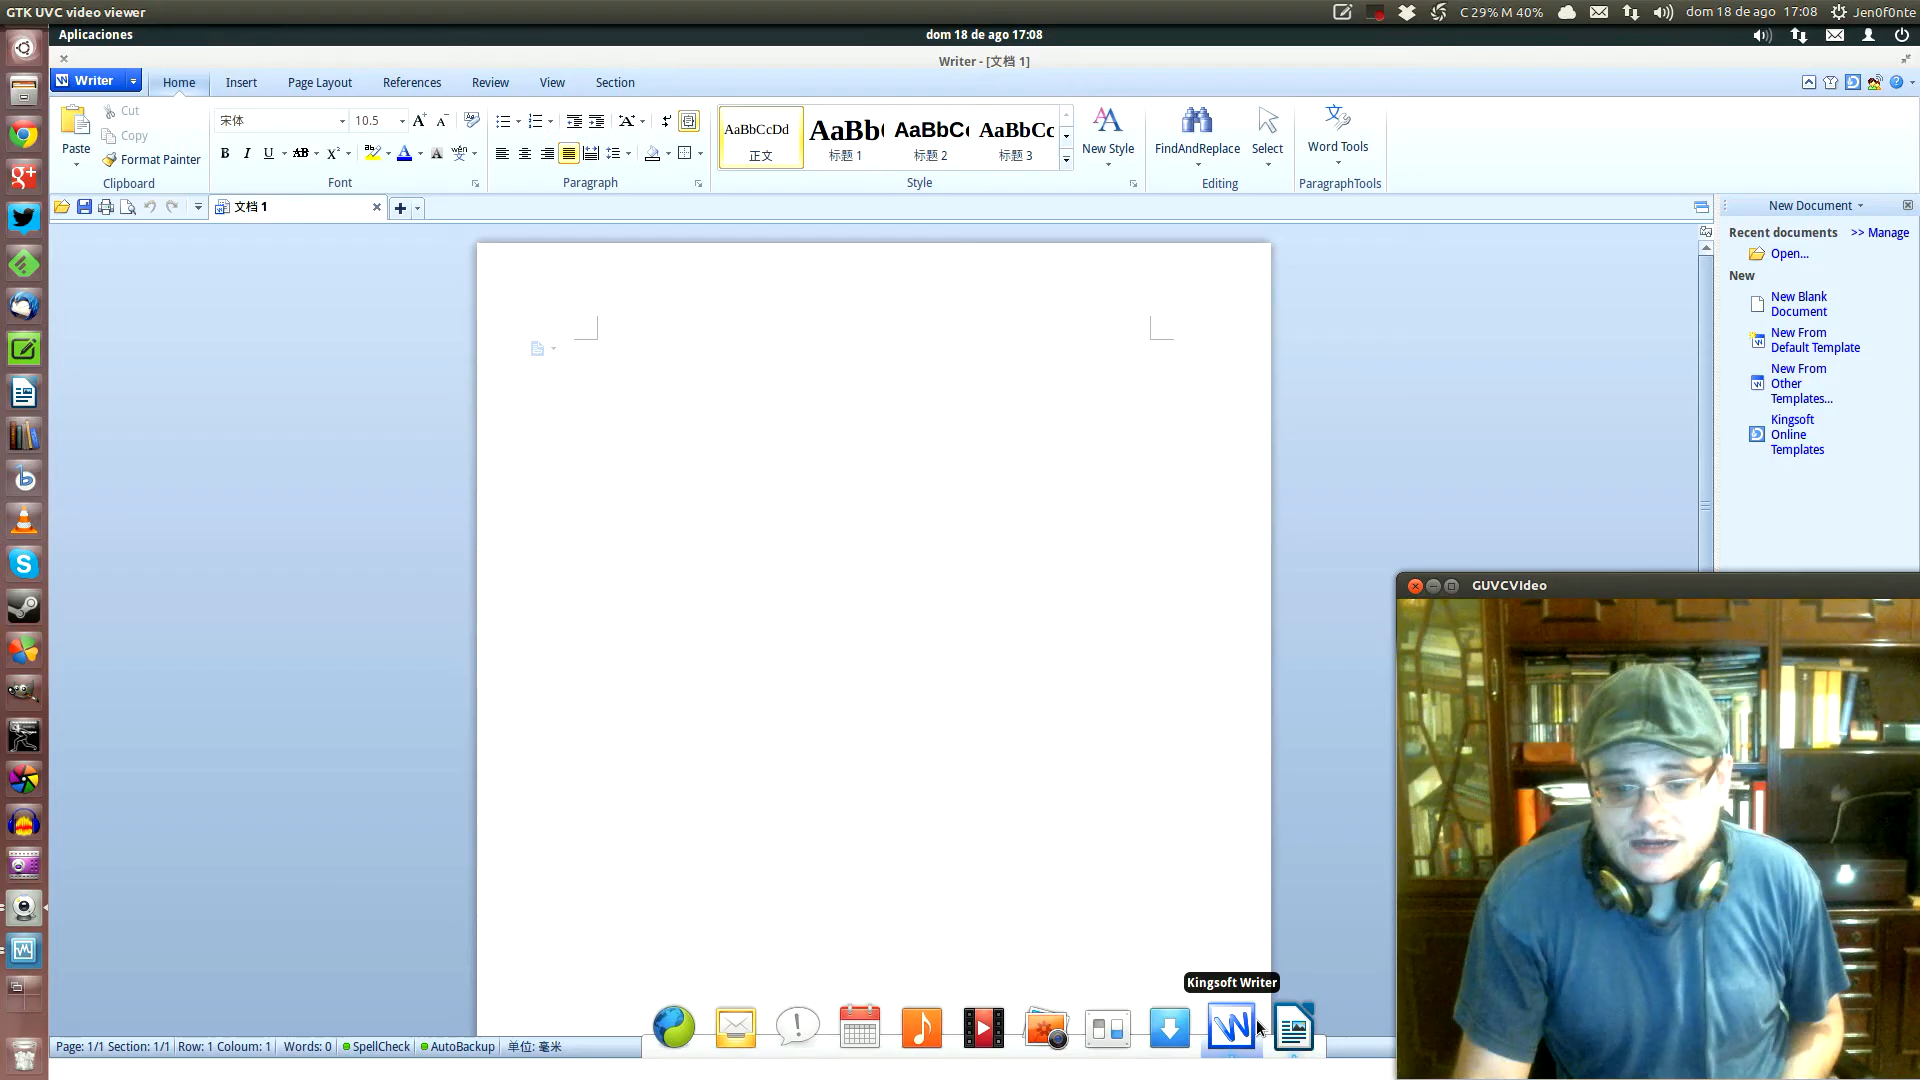 GTK UVC video viewer
C 29% M 40%
dom 18 de ago 17:08
Jen0f0nte
Aplicaciones
dom 18 de ago 17:08
Writer - [文档 1]
Writer
Home
Insert
Page Layout
References
Review
View
Section
Paste
Cut
Copy
Format Painter
Clipboard
宋体
10.5
B I U AB X²
Font
Paragraph
AaBbCcDd
正文
AaBb(
标题 1
AaBbC(
标题 2
AaBbCc
标题 3
Style
New Style
FindAndReplace
Select
Editing
Word Tools
ParagraphTools
文档 1
New Document
Recent documents
>> Manage
Open...
New
New Blank
Document
New From
Default Template
New From
Other
Templates...
Kingsoft
Online
Templates
GUVCVIdeo
Kingsoft Writer
Page: 1/1 Section: 1/1
Row: 1 Coloum: 1
Words: 0
SpellCheck
AutoBackup
单位: 毫米